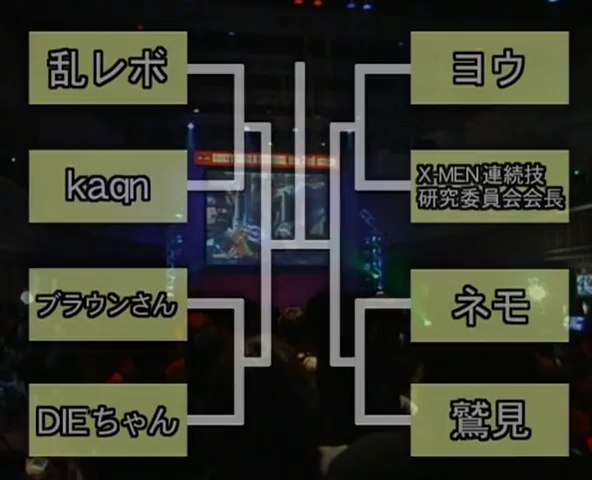 乱レボ
kaqn
ブラウンさん
DIEちゃん
ヨウ
X-MEN連続技
研究委員会会長
ネモ
鷲見